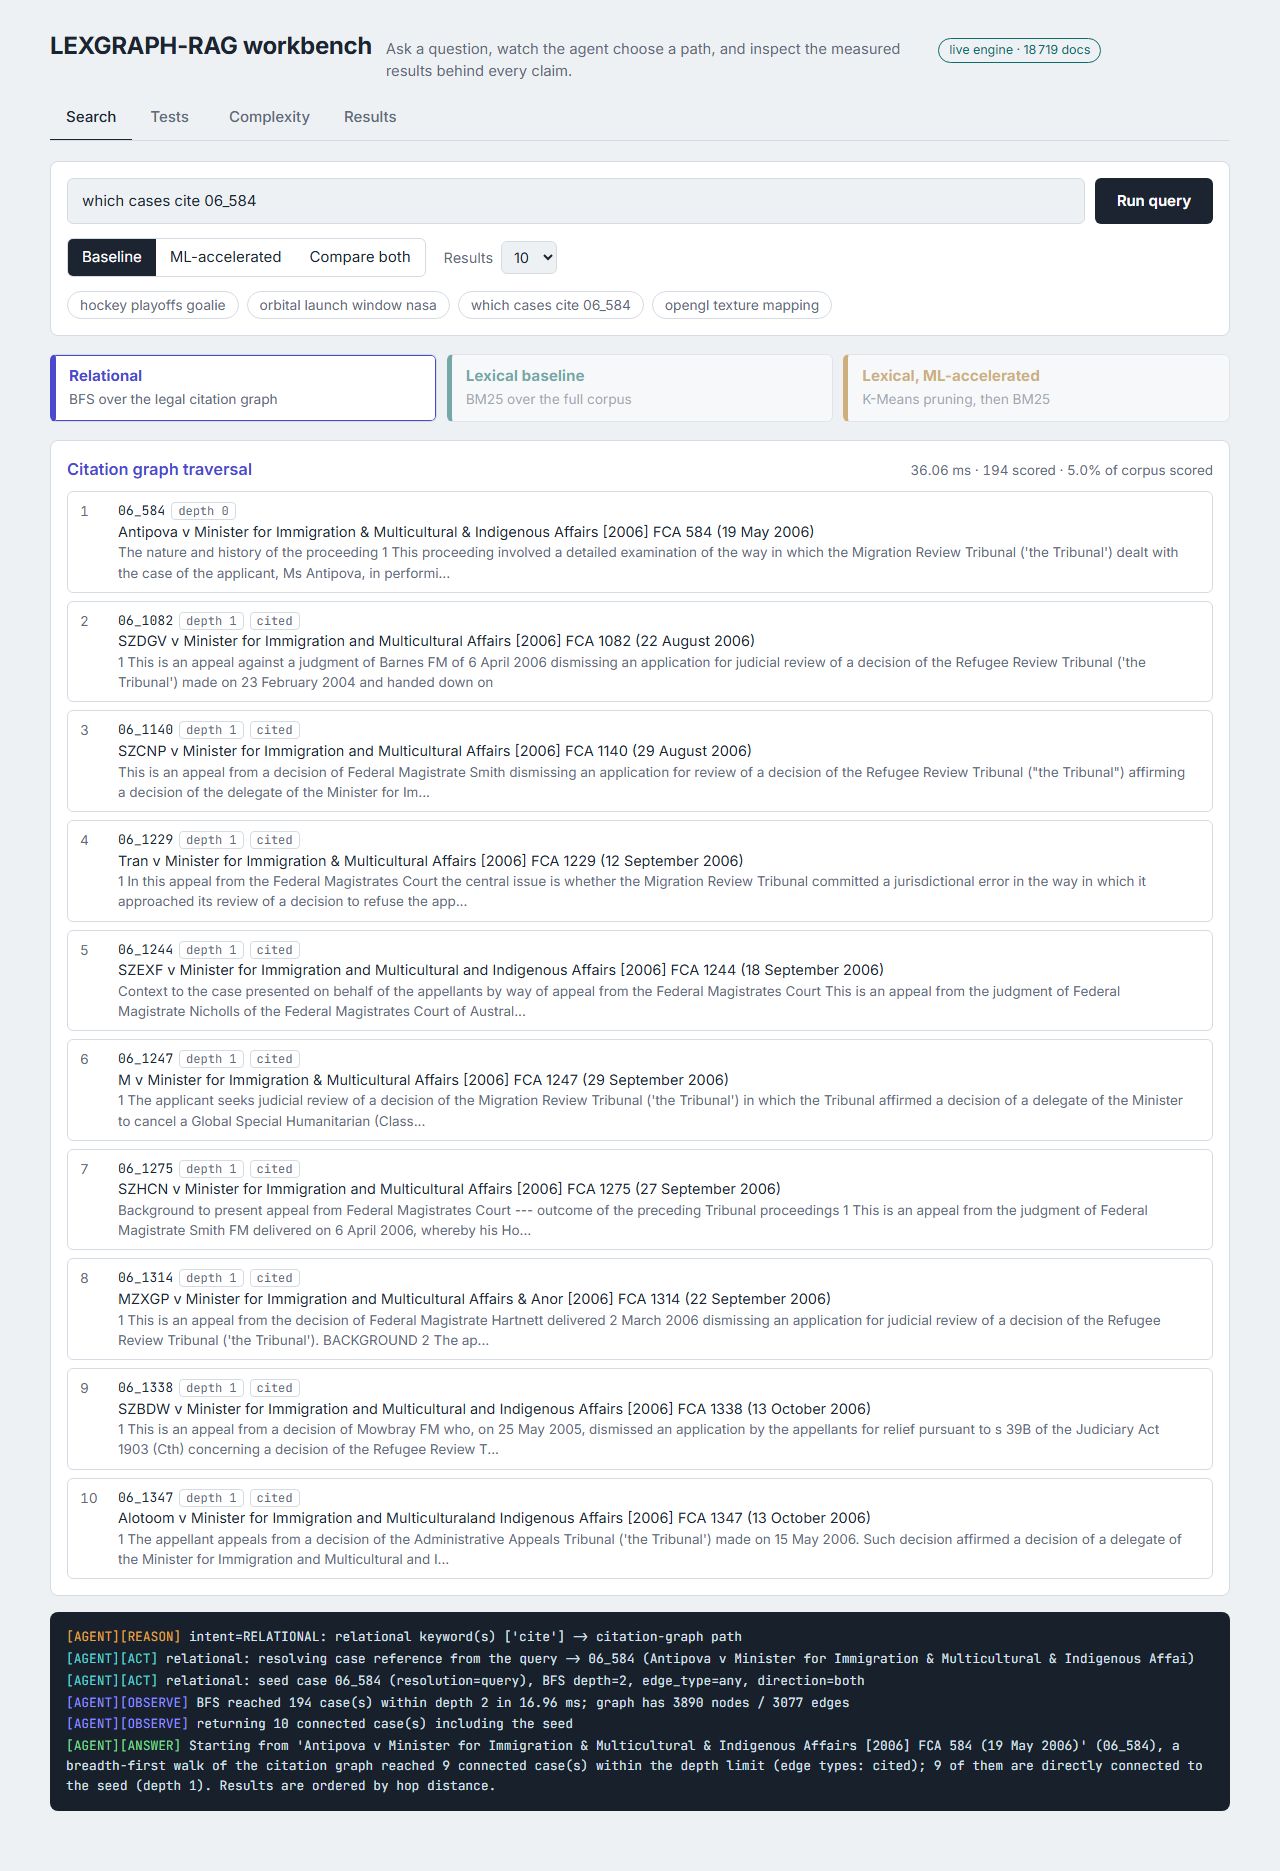 LEXGRAPH-RAG workbench
Ask a question, watch the agent choose a path, and inspect the measured
results behind every claim.
live engine · 18 719 docs
Search
Tests
Complexity
Results
which cases cite 06_584
Run query
Baseline
ML-accelerated
Compare both
Results
10
hockey playoffs goalie
orbital launch window nasa
which cases cite 06_584
opengl texture mapping
Relational
BFS over the legal citation graph
Lexical baseline
BM25 over the full corpus
Lexical, ML-accelerated
K-Means pruning, then BM25
Citation graph traversal
36.06 ms · 194 scored · 5.0% of corpus scored
1 06_584 depth 0
Antipova v Minister for Immigration & Multicultural & Indigenous Affairs [2006] FCA 584 (19 May 2006)
The nature and history of the proceeding 1 This proceeding involved a detailed examination of the way in which the Migration Review Tribunal ('the Tribunal') dealt with
the case of the applicant, Ms Antipova, in performi...
2 06_1082 depth 1 cited
SZDGV v Minister for Immigration and Multicultural Affairs [2006] FCA 1082 (22 August 2006)
1 This is an appeal against a judgment of Barnes FM of 6 April 2006 dismissing an application for judicial review of a decision of the Refugee Review Tribunal ('the
Tribunal') made on 23 February 2004 and handed down on
3 06_1140 depth 1 cited
SZCNP v Minister for Immigration and Multicultural Affairs [2006] FCA 1140 (29 August 2006)
This is an appeal from a decision of Federal Magistrate Smith dismissing an application for review of a decision of the Refugee Review Tribunal ("the Tribunal") affirming
a decision of the delegate of the Minister for Im...
4 06_1229 depth 1 cited
Tran v Minister for Immigration & Multicultural Affairs [2006] FCA 1229 (12 September 2006)
1 In this appeal from the Federal Magistrates Court the central issue is whether the Migration Review Tribunal committed a jurisdictional error in the way in which it
approached its review of a decision to refuse the app...
5 06_1244 depth 1 cited
SZEXF v Minister for Immigration and Multicultural and Indigenous Affairs [2006] FCA 1244 (18 September 2006)
Context to the case presented on behalf of the appellants by way of appeal from the Federal Magistrates Court This is an appeal from the judgment of Federal
Magistrate Nicholls of the Federal Magistrates Court of Austral...
6 06_1247 depth 1 cited
M v Minister for Immigration & Multicultural Affairs [2006] FCA 1247 (29 September 2006)
1 The applicant seeks judicial review of a decision of the Migration Review Tribunal ('the Tribunal') in which the Tribunal affirmed a decision of a delegate of the Minister
to cancel a Global Special Humanitarian (Class...
7 06_1275 depth 1 cited
SZHCN v Minister for Immigration and Multicultural Affairs [2006] FCA 1275 (27 September 2006)
Background to present appeal from Federal Magistrates Court --- outcome of the preceding Tribunal proceedings 1 This is an appeal from the judgment of Federal
Magistrate Smith FM delivered on 6 April 2006, whereby his Ho...
8 06_1314 depth 1 cited
MZXGP v Minister for Immigration and Multicultural Affairs & Anor [2006] FCA 1314 (22 September 2006)
1 This is an appeal from the decision of Federal Magistrate Hartnett delivered 2 March 2006 dismissing an application for judicial review of a decision of the Refugee
Review Tribunal ('the Tribunal'). BACKGROUND 2 The ap...
9 06_1338 depth 1 cited
SZBDW v Minister for Immigration and Multicultural and Indigenous Affairs [2006] FCA 1338 (13 October 2006)
1 This is an appeal from a decision of Mowbray FM who, on 25 May 2005, dismissed an application by the appellants for relief pursuant to s 39B of the Judiciary Act
1903 (Cth) concerning a decision of the Refugee Review T...
10 06_1347 depth 1 cited
Alotoom v Minister for Immigration and Multiculturaland Indigenous Affairs [2006] FCA 1347 (13 October 2006)
1 The appellant appeals from a decision of the Administrative Appeals Tribunal ('the Tribunal') made on 15 May 2006. Such decision affirmed a decision of a delegate of
the Minister for Immigration and Multicultural and I...
[AGENT][REASON] intent=RELATIONAL: relational keyword(s) ['cite'] -> citation-graph path
[AGENT][ACT] relational: resolving case reference from the query -> 06_584 (Antipova v Minister for Immigration & Multicultural & Indigenous Affai)
[AGENT][ACT] relational: seed case 06_584 (resolution=query), BFS depth=2, edge_type=any, direction=both
[AGENT][OBSERVE] BFS reached 194 case(s) within depth 2 in 16.96 ms; graph has 3890 nodes / 3077 edges
[AGENT][OBSERVE] returning 10 connected case(s) including the seed
[AGENT][ANSWER] Starting from 'Antipova v Minister for Immigration & Multicultural & Indigenous Affairs [2006] FCA 584 (19 May 2006)' (06_584), a
breadth-first walk of the citation graph reached 9 connected case(s) within the depth limit (edge types: cited); 9 of them are directly connected to
the seed (depth 1). Results are ordered by hop distance.